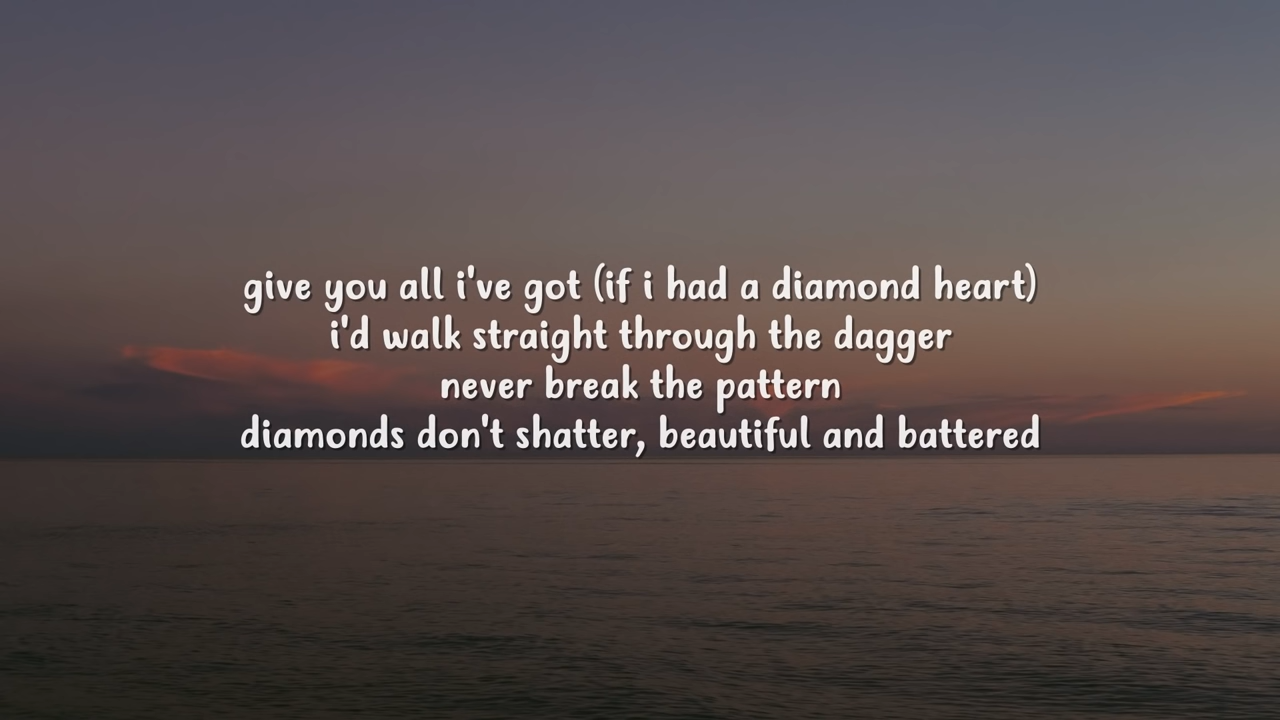 give you all i've got (if i had a diamond heart)
i'd walk straight through the dagger
never break the pattern
diamonds don't shatter, beautiful and battered